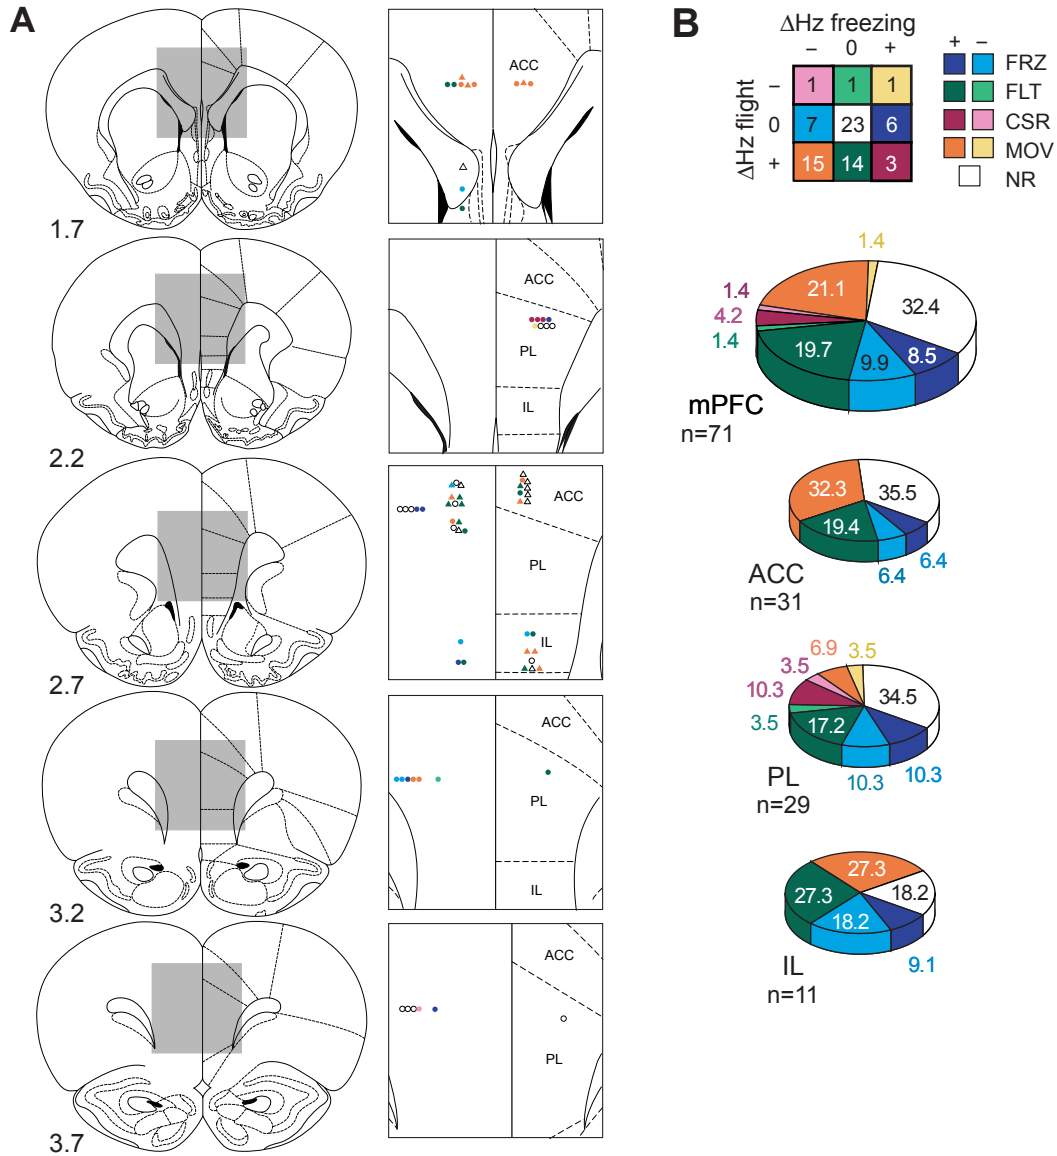 A
1.7
ACC
2.2
ACC
PL
IL
2.7
ACC
PL
IL
3.2
ACC
PL
IL
3.7
ACC
PL
B
ΔHz freezing
− 0 +
ΔHz flight
− 1 1 1
0 7 23 6
+ 15 14 3
+ −
FRZ
FLT
CSR
MOV
NR
1.4
21.1
32.4
1.4
4.2
1.4
19.7
9.9
8.5
mPFC
n=71
32.3
35.5
19.4
6.4
6.4
ACC
n=31
6.9
3.5
3.5
10.3
34.5
3.5
17.2
10.3
10.3
PL
n=29
27.3
27.3
18.2
18.2
9.1
IL
n=11